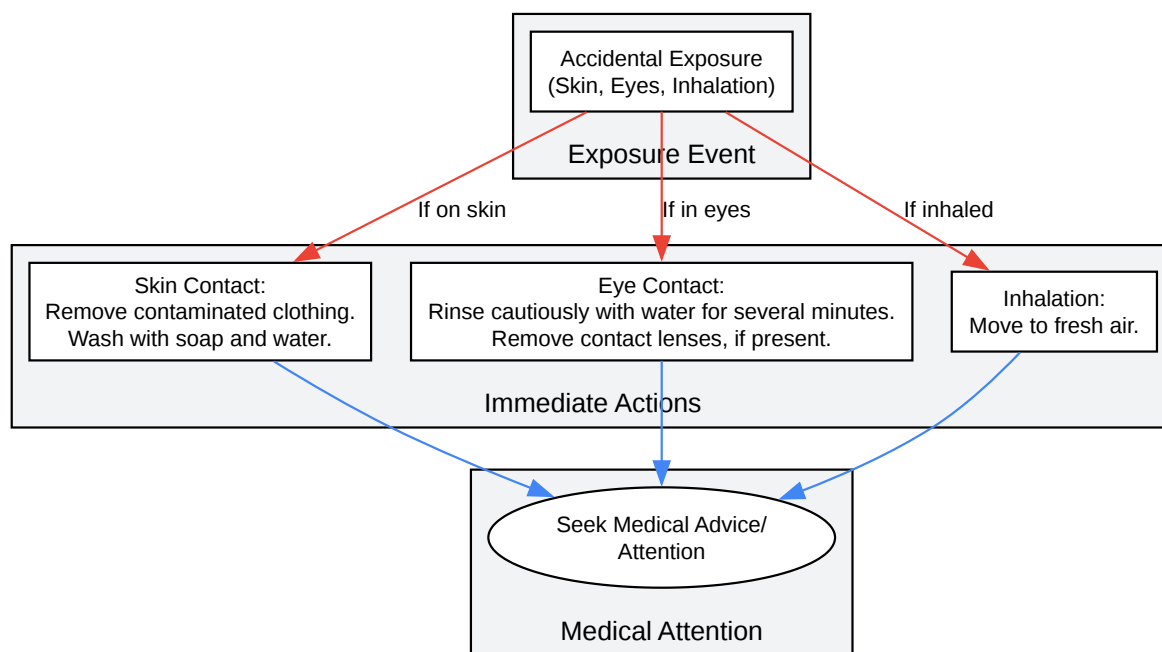 Accidental Exposure
(Skin, Eyes, Inhalation)
Exposure Event
If on skin
If in eyes
If inhaled
Skin Contact:
Remove contaminated clothing.
Wash with soap and water.
Eye Contact:
Rinse cautiously with water for several minutes.
Remove contact lenses, if present.
Inhalation:
Move to fresh air.
Immediate Actions
Seek Medical Advice/
Attention
Medical Attention